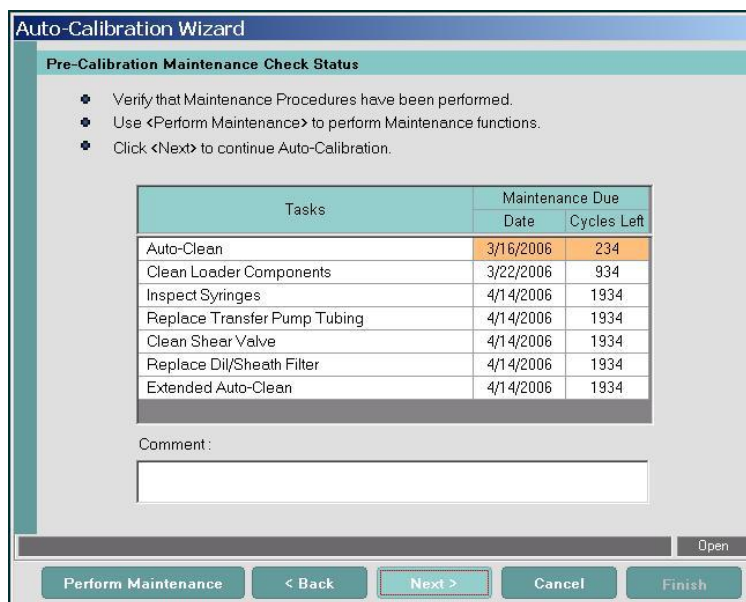 Auto-Calibration Wizard
Pre-Calibration Maintenance Check Status
Verify that Maintenance Procedures have been performed.
Use <Perform Maintenance> to perform Maintenance functions.
Click <Next> to continue Auto-Calibration.
Tasks Maintenance Due
Date Cycles Left
Auto-Clean 3/16/2006 234
Clean Loader Components 3/22/2006 934
Inspect Syringes 4/14/2006 1934
Replace Transfer Pump Tubing 4/14/2006 1934
Clean Shear Valve 4/14/2006 1934
Replace Dil/Sheath Filter 4/14/2006 1934
Extended Auto-Clean 4/14/2006 1934
Comment:
Open
Perform Maintenance < Back Next > Cancel Finish